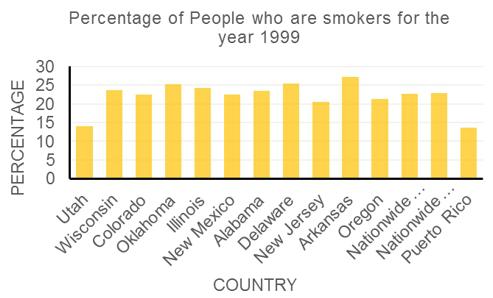 Percentage of People who are smokers for the
year 1999
PERCENTAGE
30
25
20
15
10
5
0
Utah
Wisconsin
Colorado
Oklahoma
Illinois
New Mexico
Alabama
Delaware
New Jersey
Arkansas
Oregon
Nationwide …
Nationwide …
Puerto Rico
COUNTRY